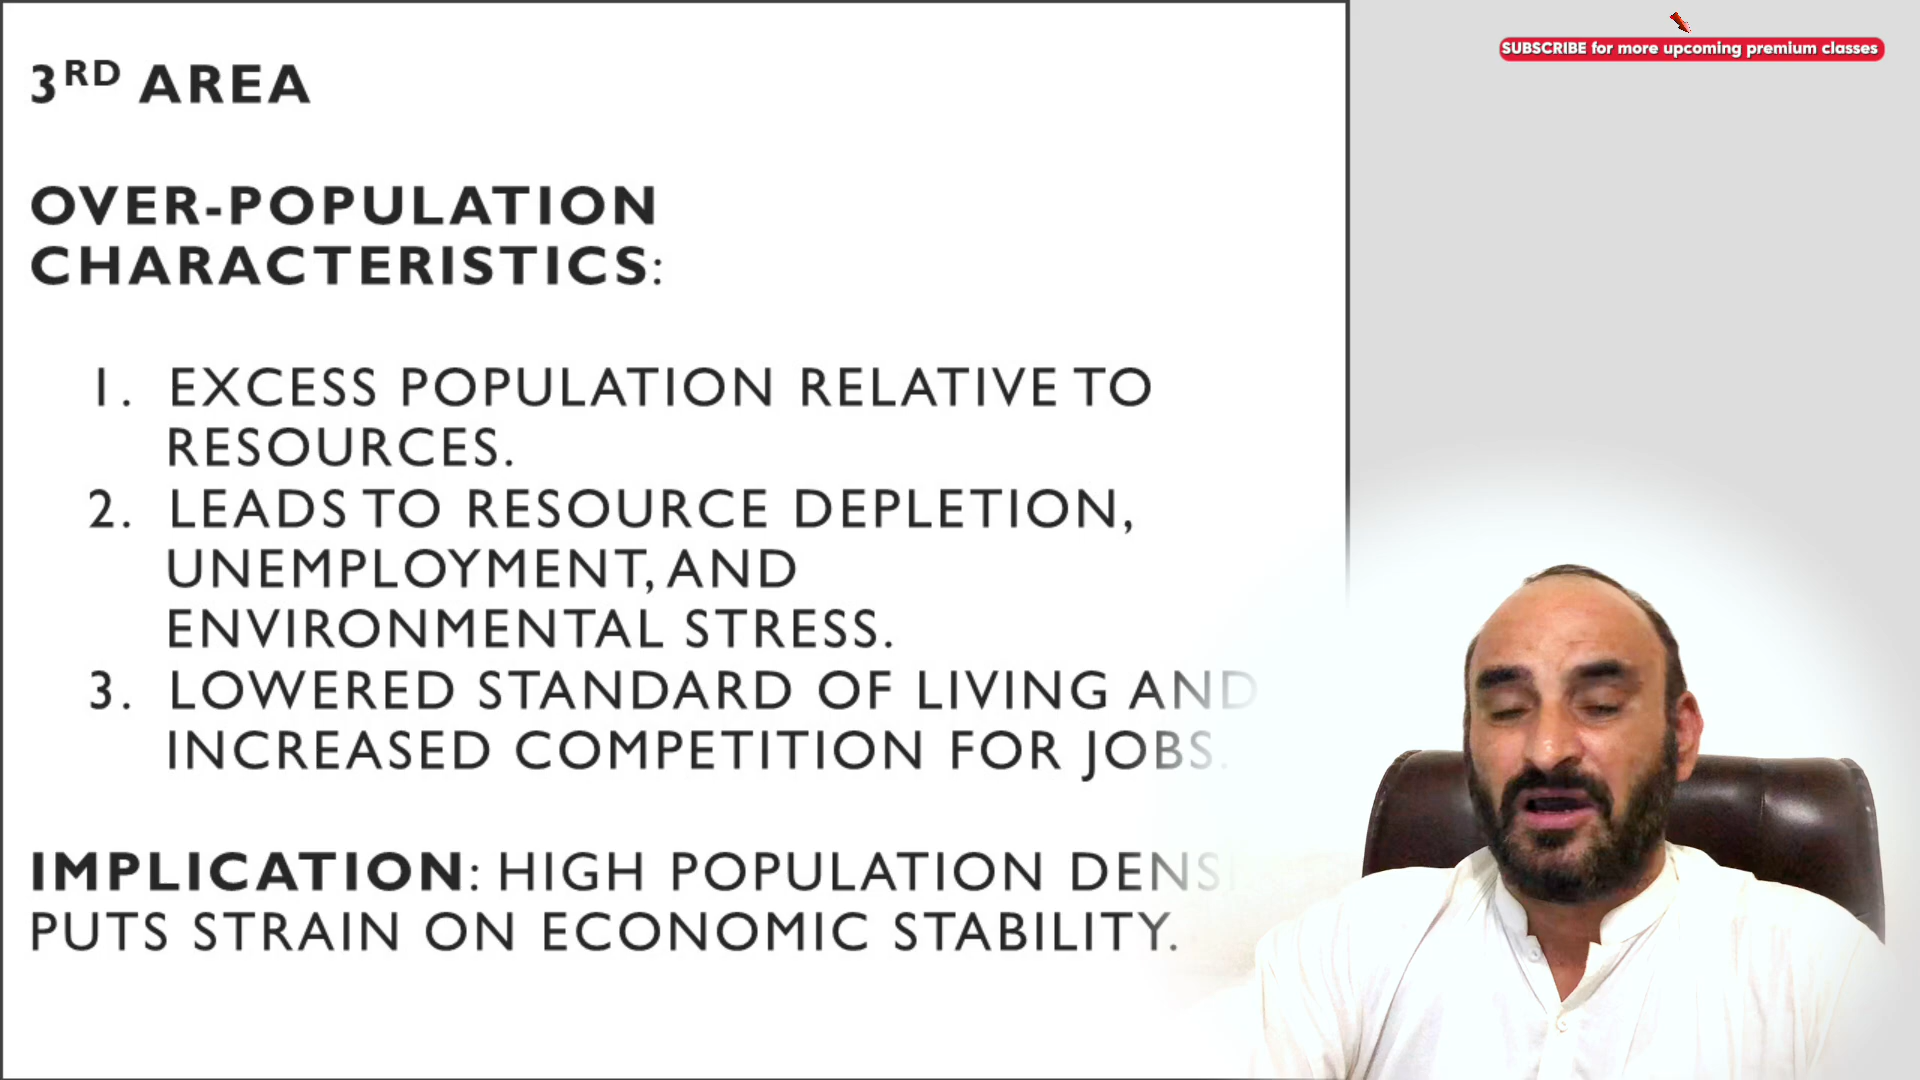 3RD AREA
OVER-POPULATION
CHARACTERISTICS:
1. EXCESS POPULATION RELATIVE TO
RESOURCES.
2. LEADS TO RESOURCE DEPLETION,
UNEMPLOYMENT, AND
ENVIRONMENTAL STRESS.
3. LOWERED STANDARD OF LIVING AND
INCREASED COMPETITION FOR JOBS.
IMPLICATION: HIGH POPULATION
PUTS STRAIN ON ECONOMIC STABILITY.
SUBSCRIBE for more upcoming premium classes